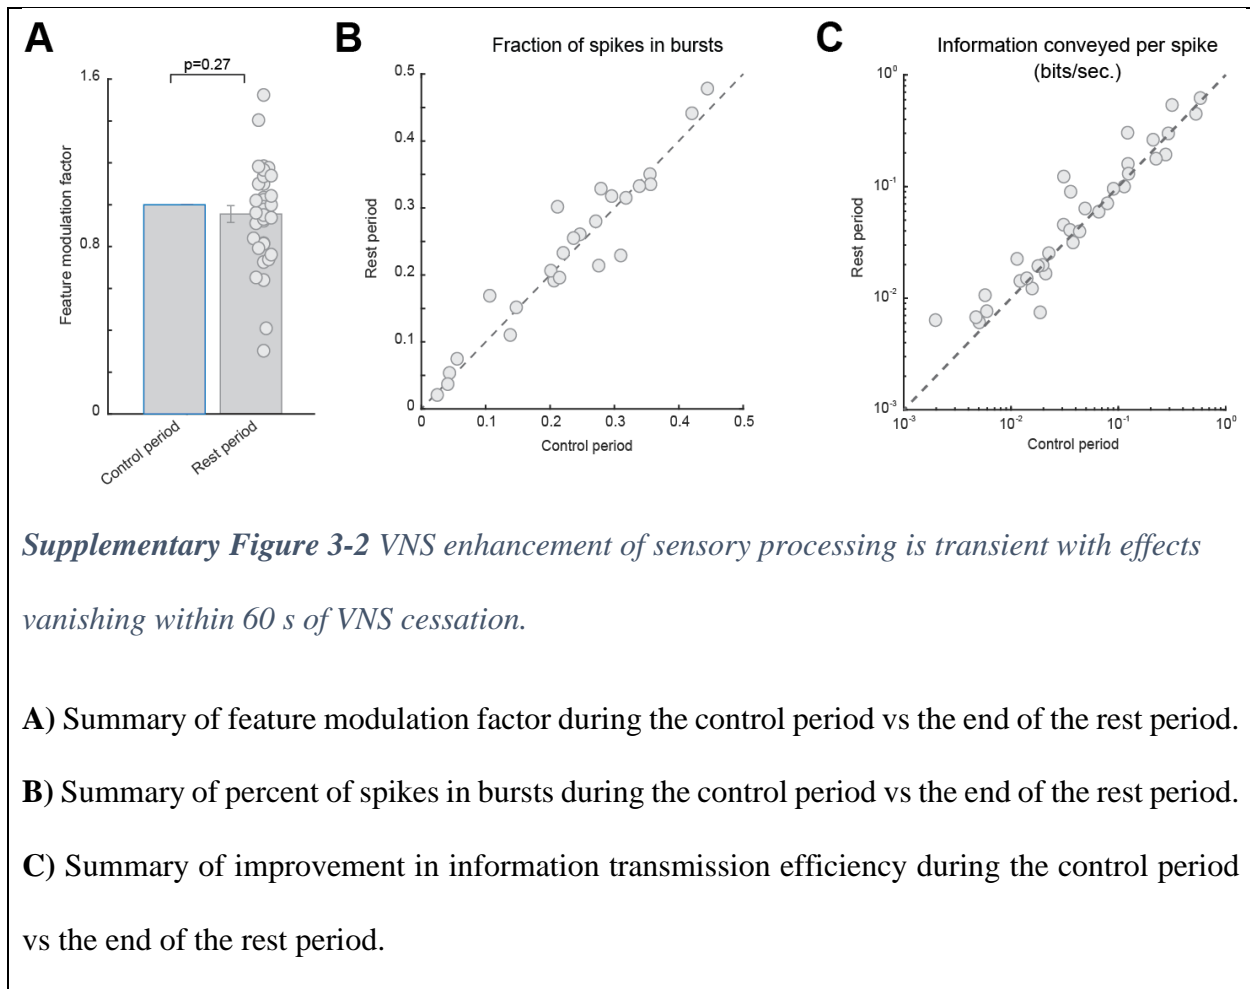 A
B
C
Fraction of spikes in bursts
Information conveyed per spike
(bits/sec.)
p=0.27
1.6
0.8
0
Feature modulation factor
Control period
Rest period
0.5
0.4
0.3
0.2
0.1
0
Rest period
0
0.1
0.2
0.3
0.4
0.5
Control period
10⁰
10⁻¹
10⁻²
10⁻³
Rest period
10⁻³
10⁻²
10⁻¹
10⁰
Control period
Supplementary Figure 3-2 VNS enhancement of sensory processing is transient with effects
vanishing within 60 s of VNS cessation.
A) Summary of feature modulation factor during the control period vs the end of the rest period.
B) Summary of percent of spikes in bursts during the control period vs the end of the rest period.
C) Summary of improvement in information transmission efficiency during the control period
vs the end of the rest period.